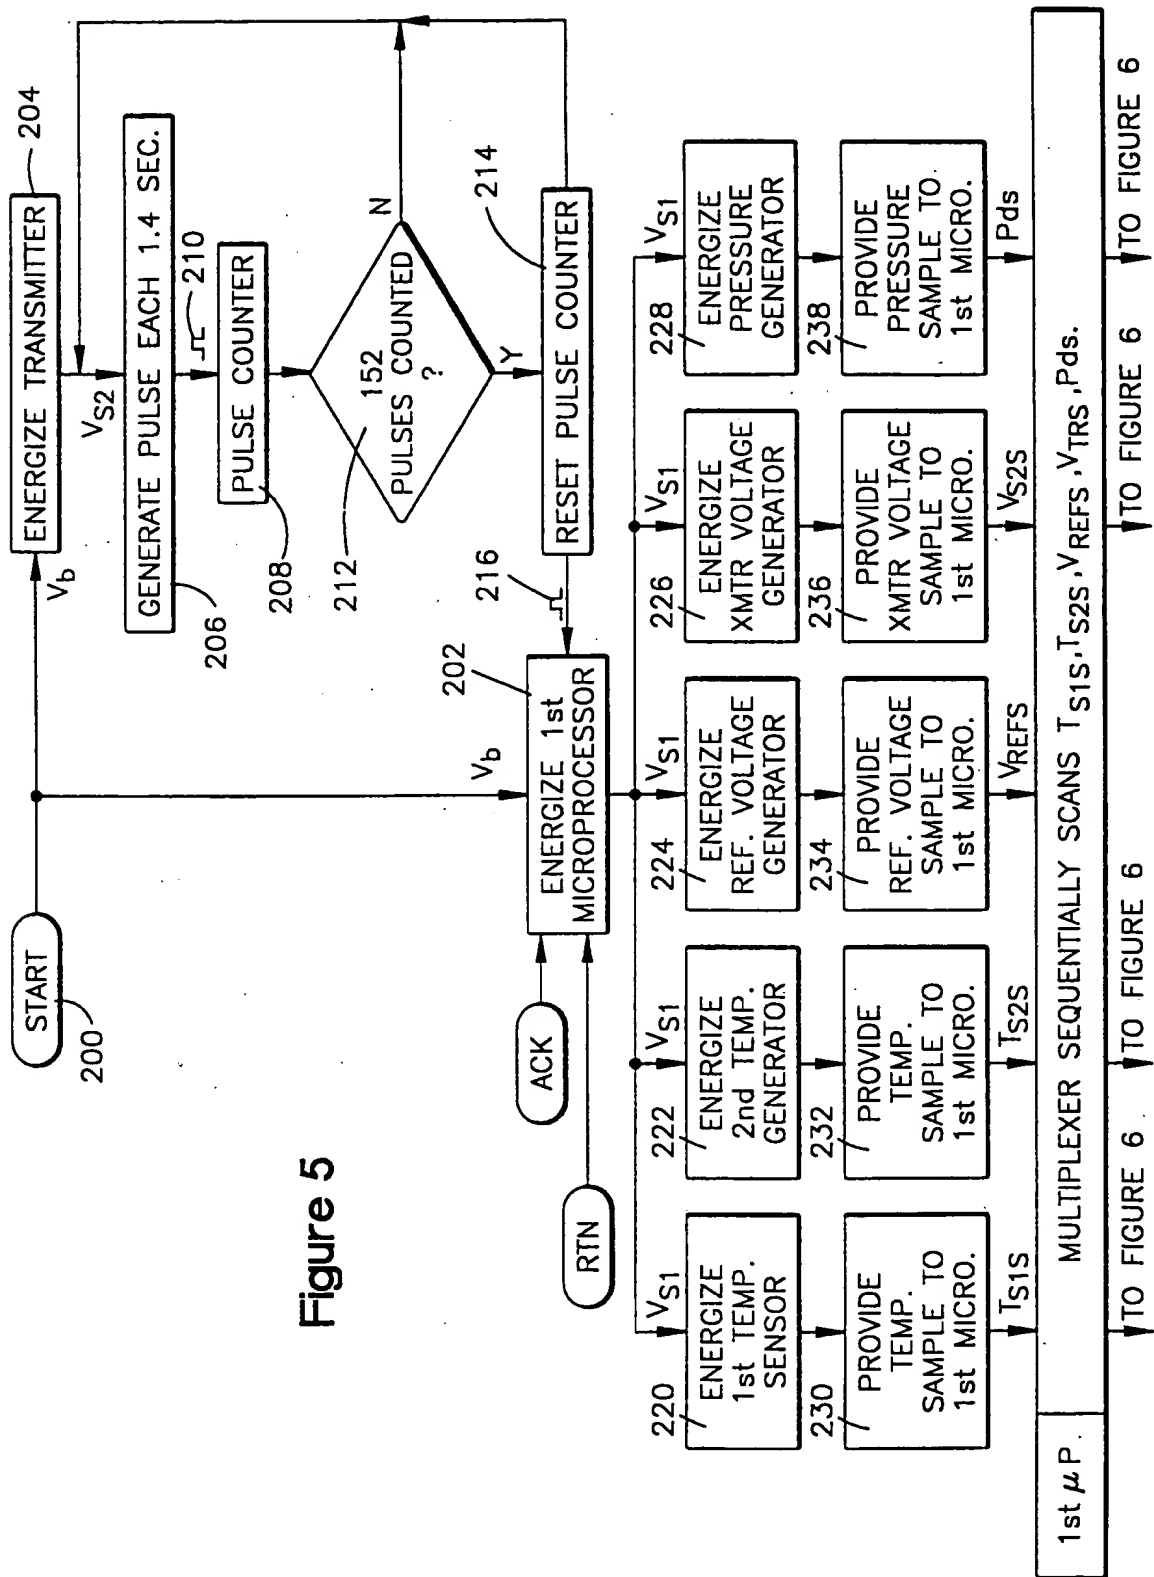 START
200
V_b
ENERGIZE TRANSMITTER
204
V_S2
GENERATE PULSE EACH 1.4 SEC.
206
210
PULSE COUNTER
208
152
PULSES COUNTED
?
212
N
Y
RESET PULSE COUNTER
214
216
V_b
ENERGIZE 1st
MICROPROCESSOR
202
ACK
RTN
Figure 5
V_S1
ENERGIZE
1st TEMP.
SENSOR
220
V_S1
ENERGIZE
2nd TEMP.
GENERATOR
222
V_S1
ENERGIZE
REF. VOLTAGE
GENERATOR
224
V_S1
ENERGIZE
XMTR VOLTAGE
GENERATOR
226
V_S1
ENERGIZE
PRESSURE
GENERATOR
228
PROVIDE
TEMP.
SAMPLE TO
1st MICRO.
230
PROVIDE
TEMP.
SAMPLE TO
1st MICRO.
232
PROVIDE
REF. VOLTAGE
SAMPLE TO
1st MICRO.
234
PROVIDE
XMTR VOLTAGE
SAMPLE TO
1st MICRO.
236
PROVIDE
PRESSURE
SAMPLE TO.
1st MICRO.
238
T_S1S
T_S2S
V_REFS
V_S2S
Pds
1st μP.
MULTIPLEXER SEQUENTIALLY SCANS T_S1S, T_S2S, V_REFS, V_TRS, Pds.
TO FIGURE 6
TO FIGURE 6
TO FIGURE 6
TO FIGURE 6